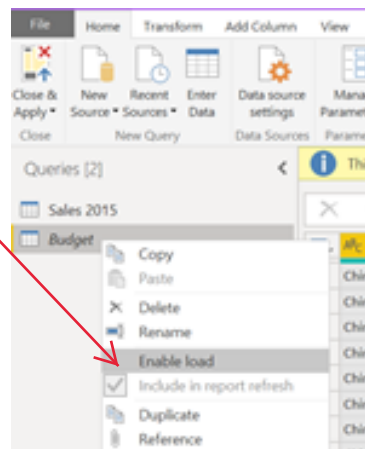 File Home Transform Add Column View
Close & Apply New Source Recent Sources Enter Data Data source settings
Close New Query Data Sources
Queries [2]
Sales 2015
Budget
Copy
Paste
Delete
Rename
Enable load
Include in report refresh
Duplicate
Reference